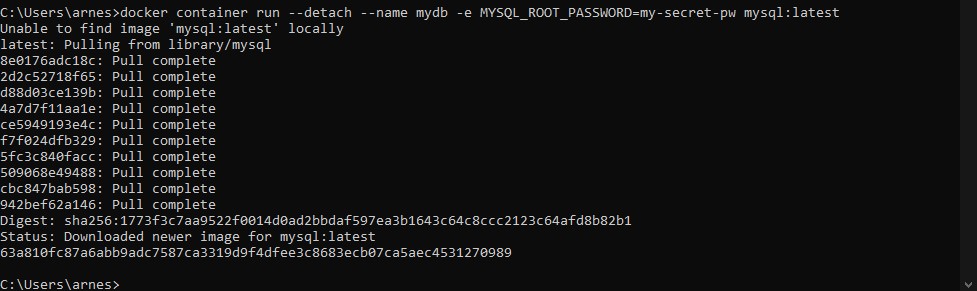 C:\Users\arnes>docker container run --detach --name mydb -e MYSQL_ROOT_PASSWORD=my-secret-pw mysql:latest
Unable to find image 'mysql:latest' locally
latest: Pulling from library/mysql
8e0176adc18c: Pull complete
2d2c52718f65: Pull complete
d88d03ce139b: Pull complete
4a7d7f11aa1e: Pull complete
ce5949193e4c: Pull complete
f7f024dfb329: Pull complete
5fc3c840facc: Pull complete
509068e49488: Pull complete
cbc847bab598: Pull complete
942bef62a146: Pull complete
Digest: sha256:1773f3c7aa9522f0014d0ad2bbdaf597ea3b1643c64c8ccc2123c64afd8b82b1
Status: Downloaded newer image for mysql:latest
63a810fc87a6abb9adc7587ca3319d9f4dfee3c8683ecb07ca5aec4531270989
C:\Users\arnes>